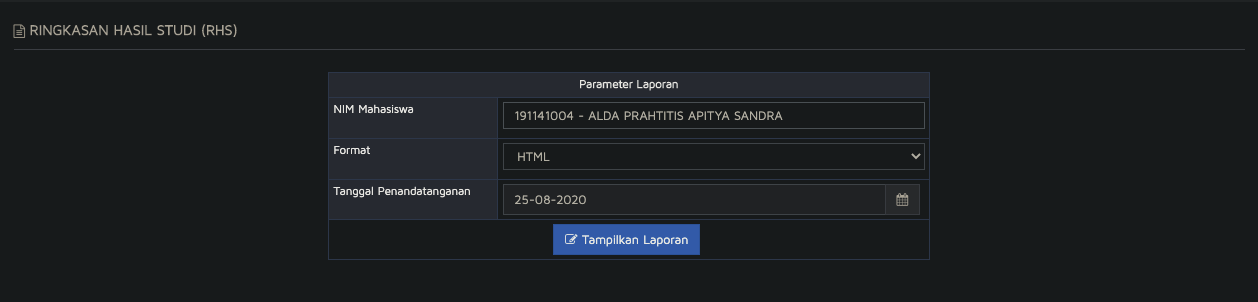 RINGKASAN HASIL STUDI (RHS)
Parameter Laporan
NIM Mahasiswa
191141004 - ALDA PRAHTITIS APITYA SANDRA
Format
HTML
Tanggal Penandatanganan
25-08-2020
Tampilkan Laporan